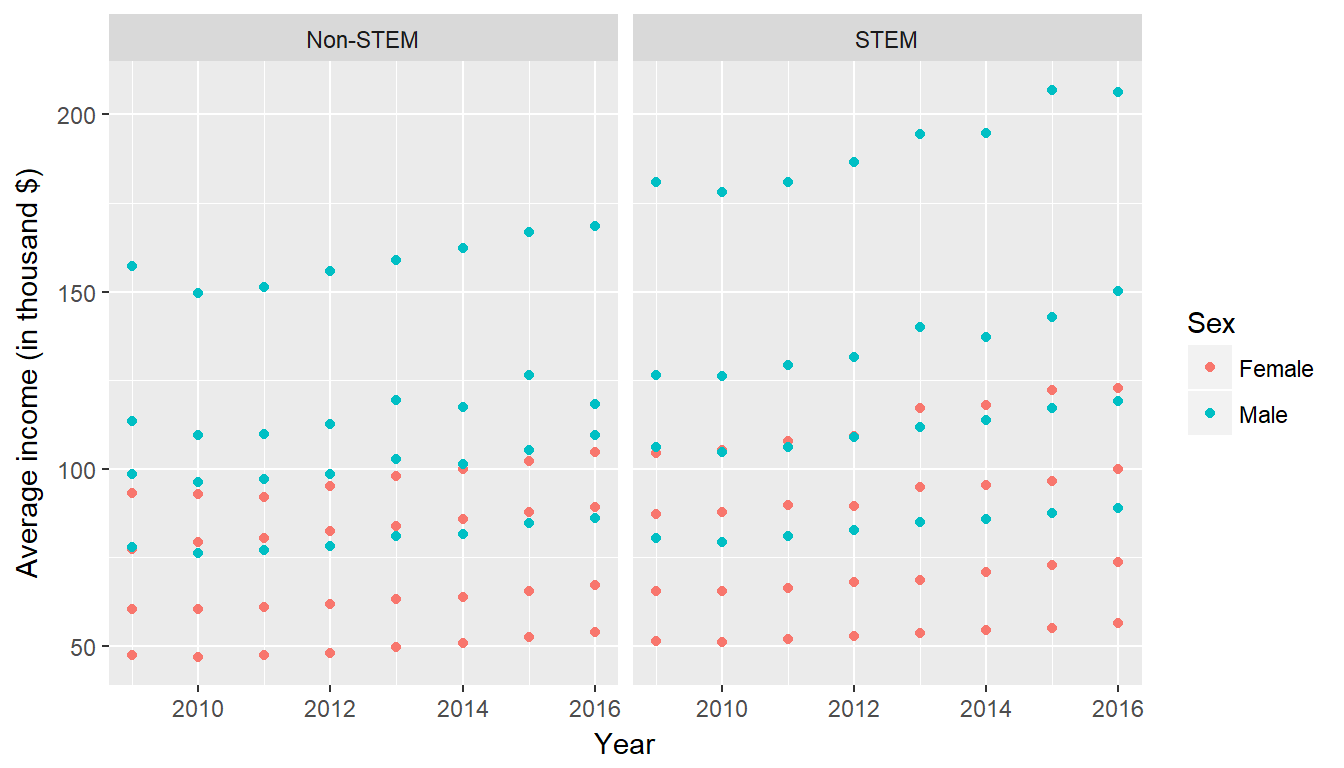 Non-STEM
STEM
200
150
100
50
Average income (in thousand $)
2010 2012 2014 2016 2010 2012 2014 2016
Year
Sex
Female
Male